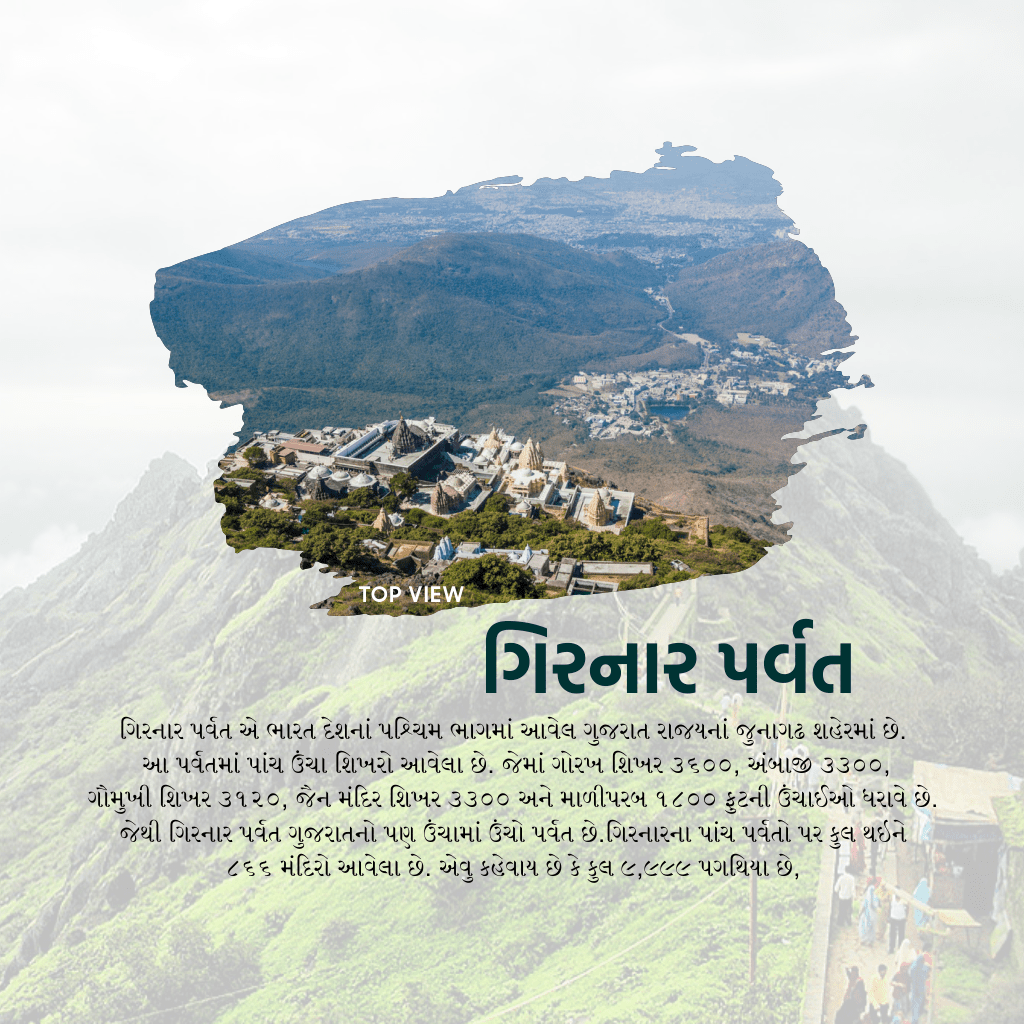 TOP VIEW
ગિરનાર પર્વત
ગિરનાર પર્વત એ ભારત દેશનાં પશ્ચિમ ભાગમાં આવેલ ગુજરાત રાજયનાં જુનાગઢ શહેરમાં છે.
આ પર્વતમાં પાંચ ઉંચા શિખરો આવેલા છે. જેમાં ગોરખ શિખર ૩૬૦૦, અંબાજી ૩૩૦૦,
ગૌમુખી શિખર ૩૧૨૦, જૈન મંદિર શિખર ૩૩૦૦ અને માળીપરબ ૧૮૦૦ ફુટની ઉંચાઈઓ ધરાવે છે.
જેથી ગિરનાર પર્વત ગુજરાતનો પણ ઉંચામાં ઉંચો પર્વત છે.ગિરનારના પાંચ પર્વતો પર કુલ થઇને
૮૬૬ મંદિરો આવેલા છે. એવુ કહેવાય છે કે કુલ ૯,૯૯૯ પગથિયા છે,